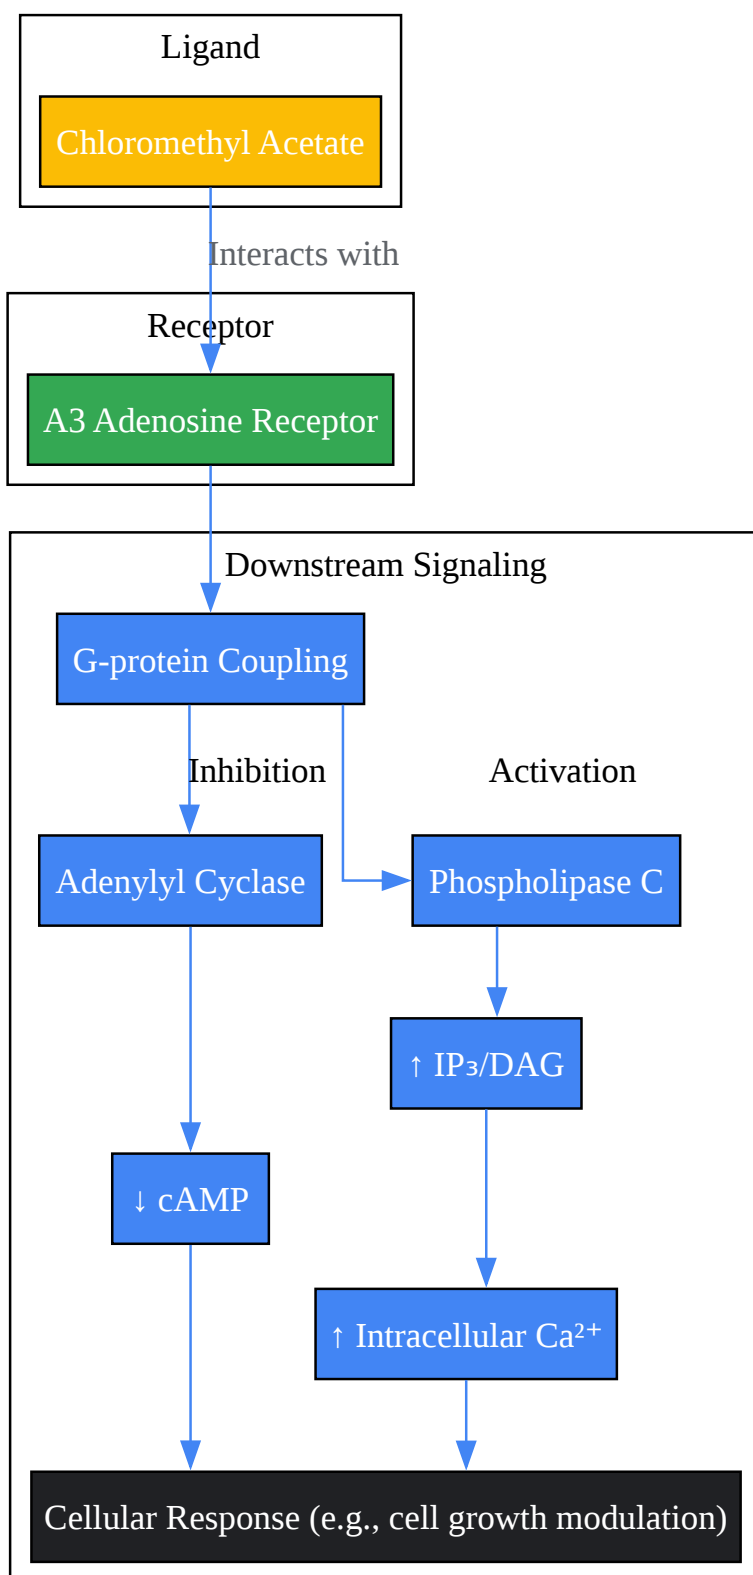 Ligand
Chloromethyl Acetate
Interacts with
Receptor
A3 Adenosine Receptor
Downstream Signaling
G-protein Coupling
Inhibition
Activation
Adenylyl Cyclase
Phospholipase C
↑ IP₃/DAG
↓ cAMP
↑ Intracellular Ca²⁺
Cellular Response (e.g., cell growth modulation)